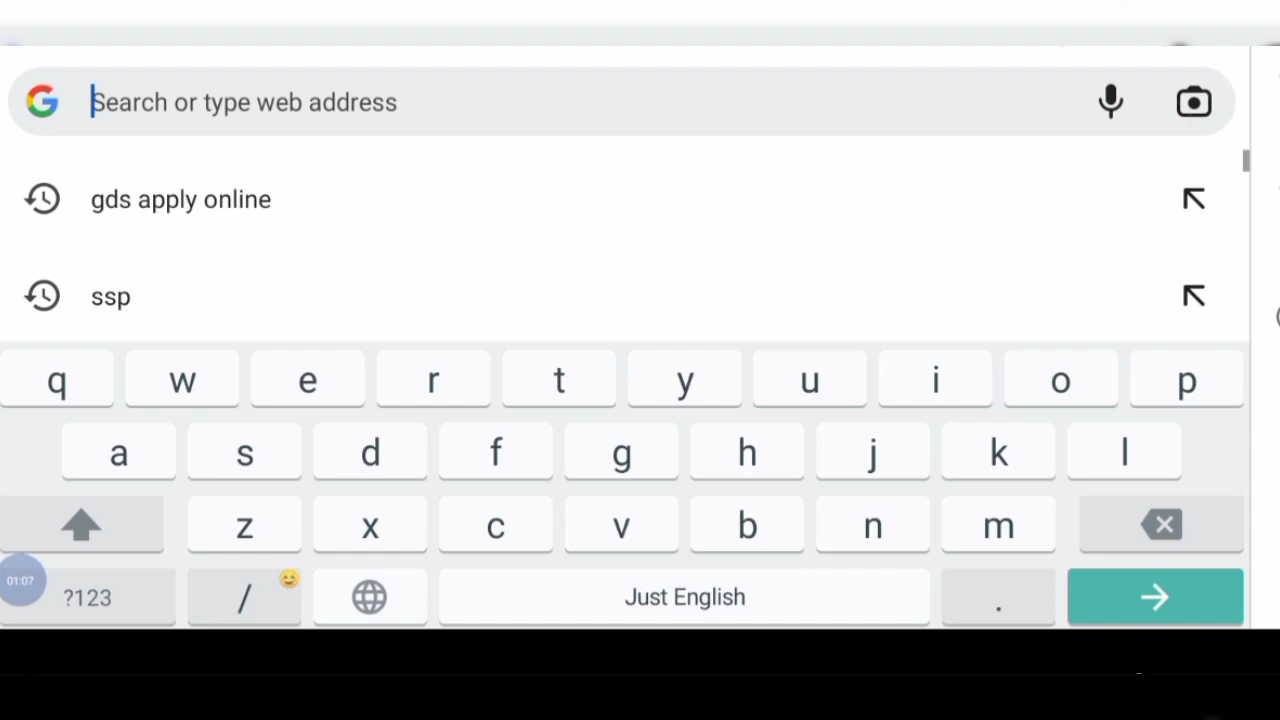 Search or type web address
gds apply online
ssp
q w e r t y u i o p
a s d f g h j k l
z x c v b n m
01:07 ?123 / Just English .